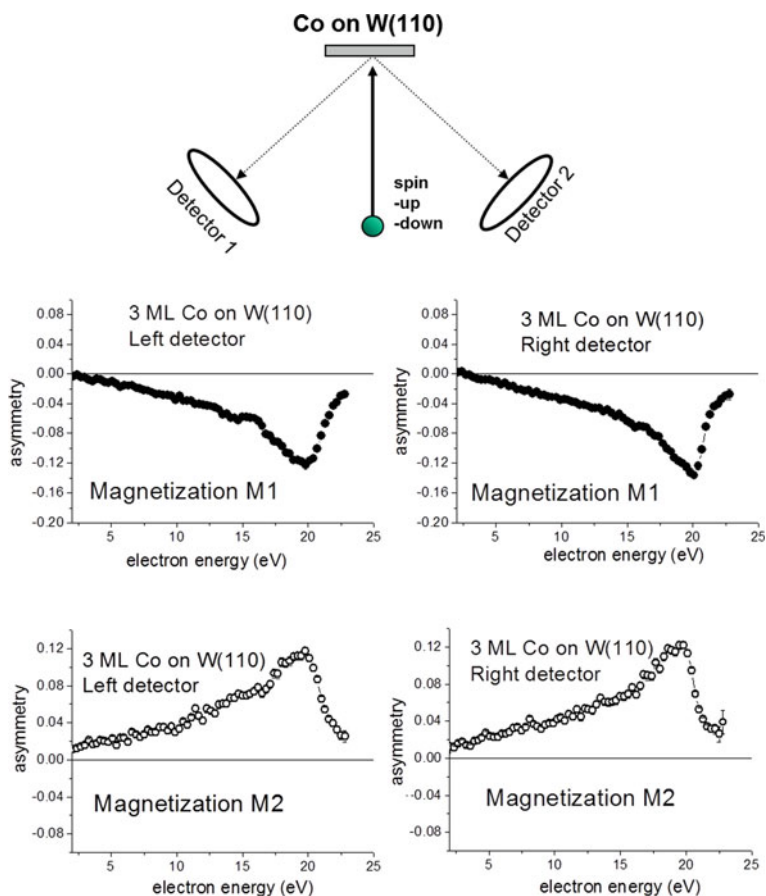 Co on W(110)
Detector 1
spin
-up
-down
Detector 2
3 ML Co on W(110)
Left detector
0.08
0.04
0.00
-0.04
-0.08
-0.12
-0.16
-0.20
asymmetry
Magnetization M1
5
10
15
20
25
electron energy (eV)
3 ML Co on W(110)
Right detector
0.08
0.04
0.00
-0.04
-0.08
-0.12
-0.16
-0.20
asymmetry
Magnetization M1
5
10
15
20
25
electron energy (eV)
3 ML Co on W(110)
Left detector
0.12
0.08
0.04
0.00
-0.04
-0.08
asymmetry
Magnetization M2
5
10
15
20
25
electron energy (eV)
3 ML Co on W(110)
Right detector
0.12
0.08
0.04
0.00
-0.04
-0.08
asymmetry
Magnetization M2
5
10
15
20
25
electron energy (eV)